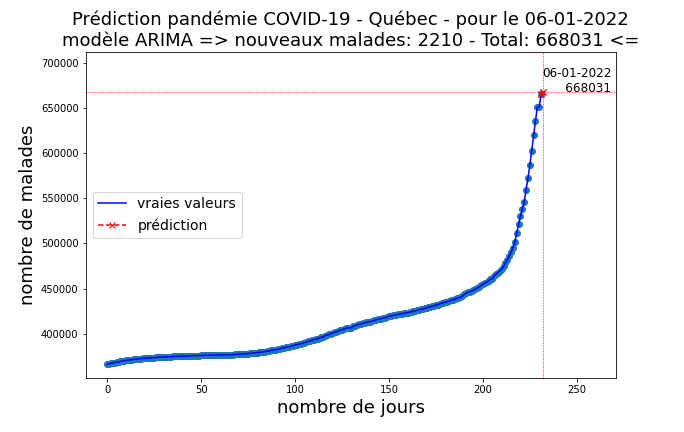 Prédiction pandémie COVID-19 - Québec - pour le 06-01-2022
modèle ARIMA => nouveaux malades: 2210 - Total: 668031 <=
700000
650000
600000
550000
500000
450000
400000
nombre de malades
06-01-2022
668031
vraies valeurs
prédiction
0 50 100 150 200 250
nombre de jours